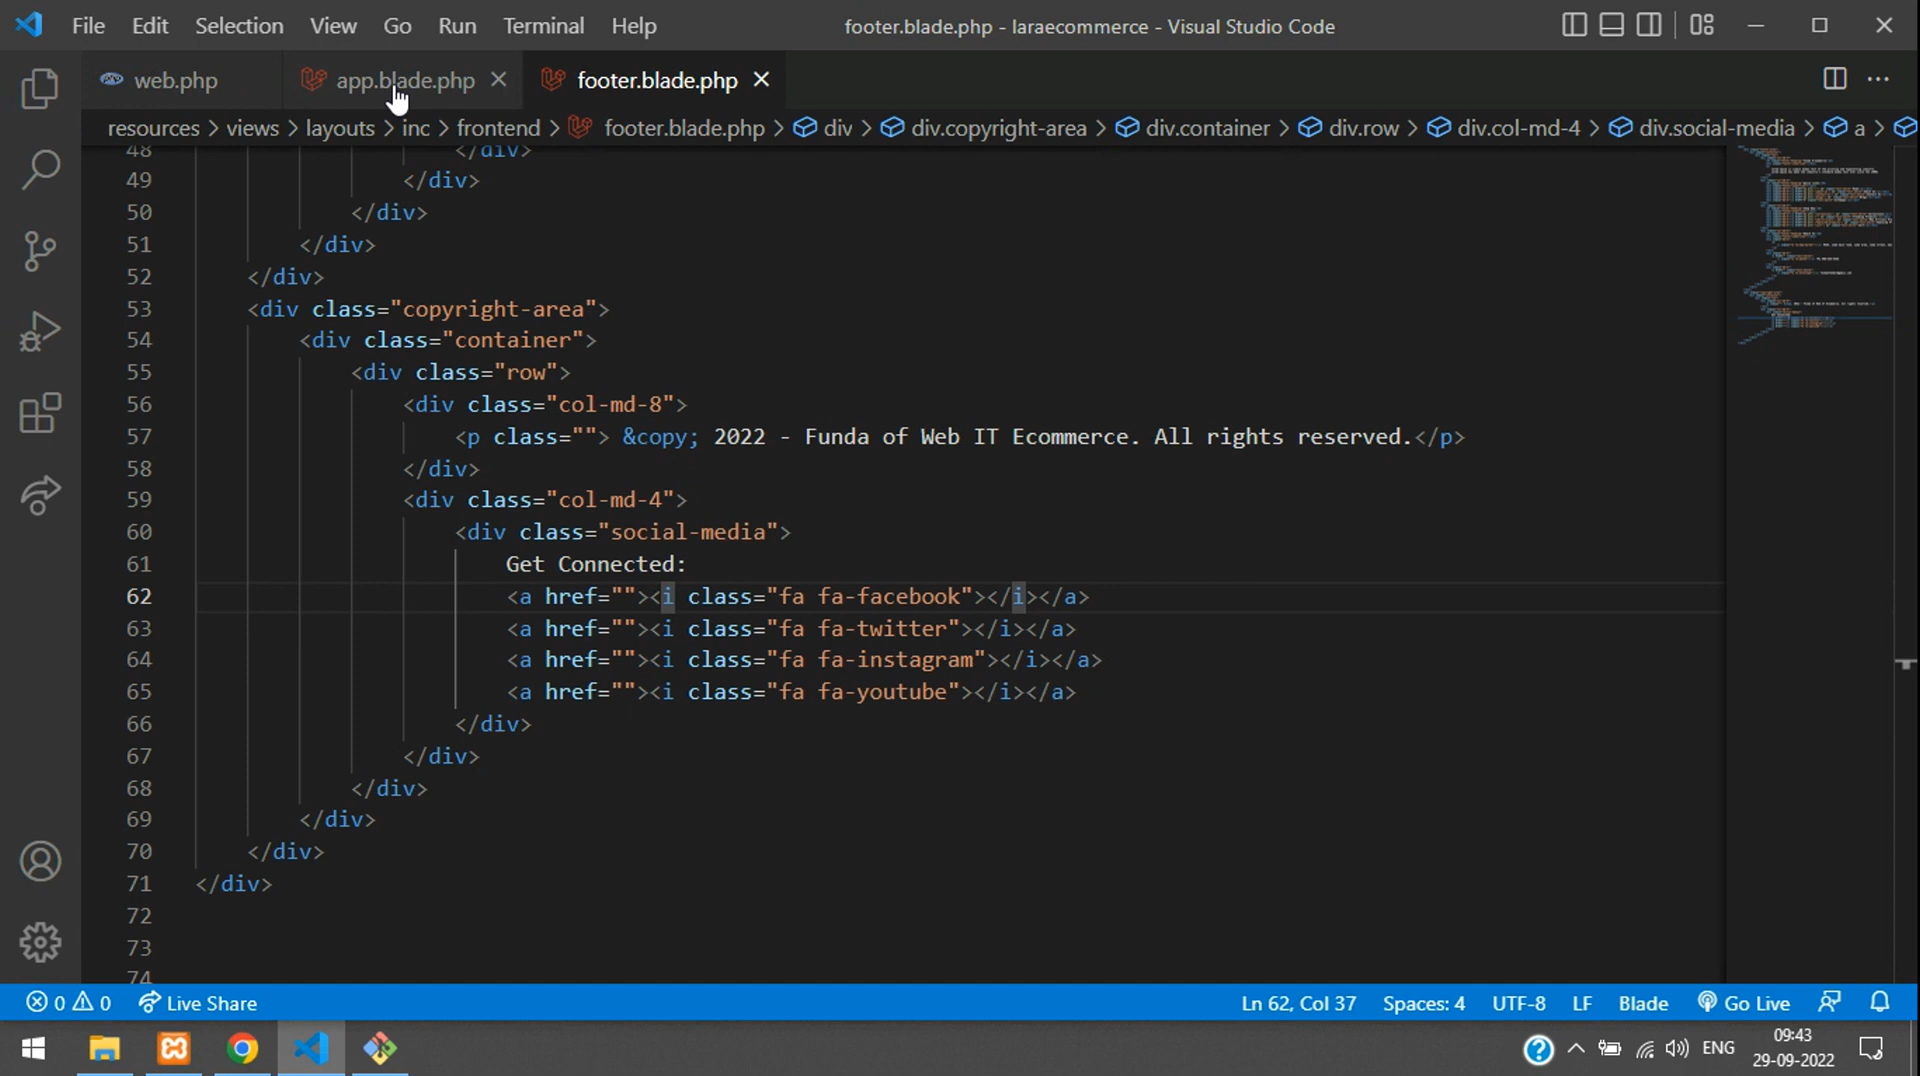 File Edit Selection View Go Run Terminal Help footer.blade.php - laraecommerce - Visual Studio Code
web.php app.blade.php footer.blade.php
resources > views > layouts > inc > frontend > footer.blade.php > div > div.copyright-area > div.container > div.row > div.col-md-4 > div.social-media > a >
48 </div>
49 </div>
50 </div>
51 </div>
52 </div>
53 <div class="copyright-area">
54 <div class="container">
55 <div class="row">
56 <div class="col-md-8">
57 <p class=""> &copy; 2022 - Funda of Web IT Ecommerce. All rights reserved.</p>
58 </div>
59 <div class="col-md-4">
60 <div class="social-media">
61 Get Connected:
62 <a href=""><i class="fa fa-facebook"></i></a>
63 <a href=""><i class="fa fa-twitter"></i></a>
64 <a href=""><i class="fa fa-instagram"></i></a>
65 <a href=""><i class="fa fa-youtube"></i></a>
66 </div>
67 </div>
68 </div>
69 </div>
70 </div>
71 </div>
72
73
74
0 0 Live Share Ln 62, Col 37 Spaces: 4 UTF-8 LF Blade Go Live
ENG 09:43
29-09-2022